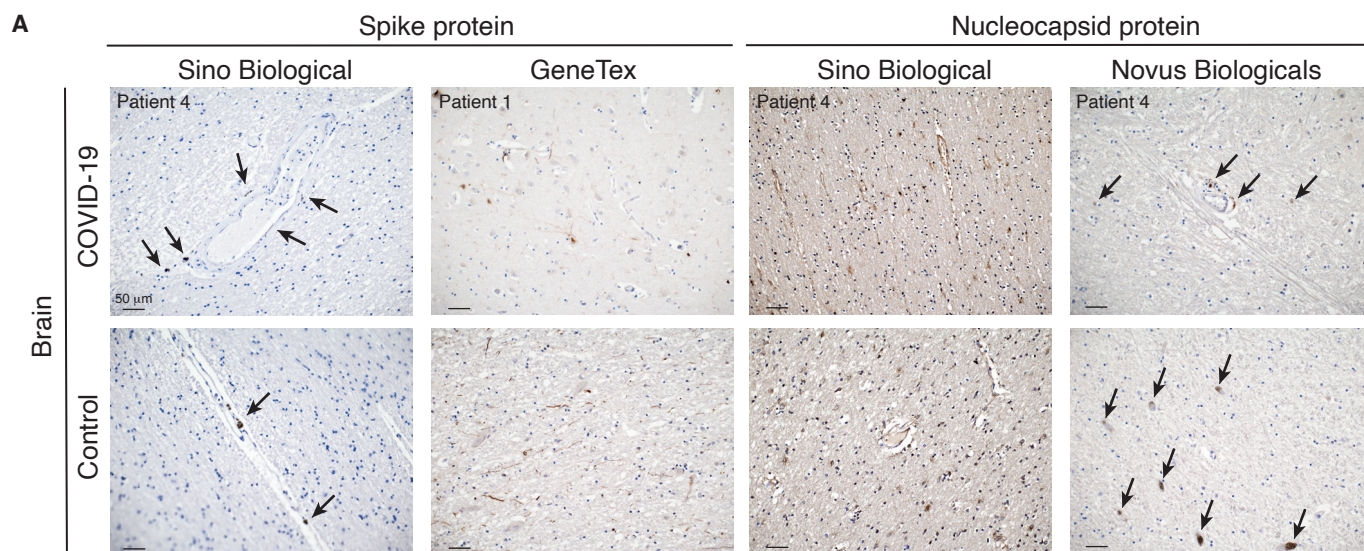 A
Spike protein
Nucleocapsid protein
Sino Biological
GeneTex
Sino Biological
Novus Biologicals
COVID-19
Patient 4
Patient 1
Patient 4
Patient 4
50 μm
Brain
Control